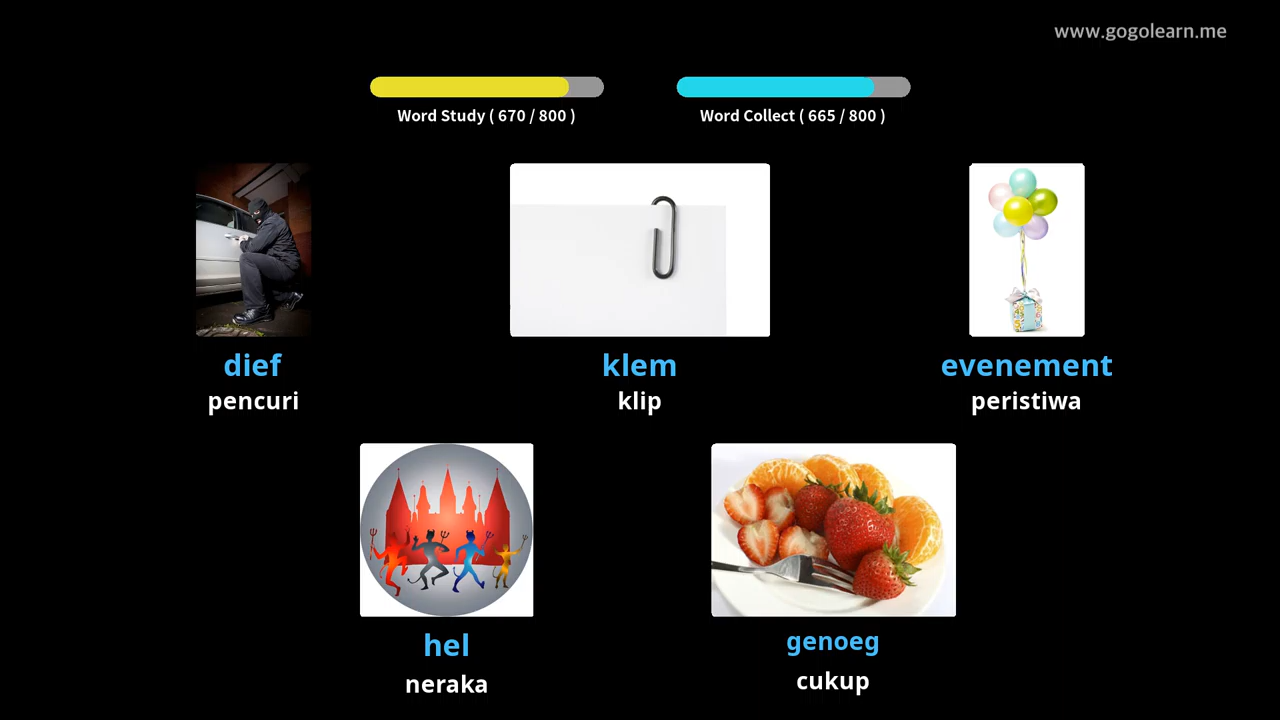 www.gogolearn.me
Word Study ( 670 / 800 )
Word Collect ( 665 / 800 )
dief
pencuri
klem
klip
evenement
peristiwa
hel
neraka
genoeg
cukup